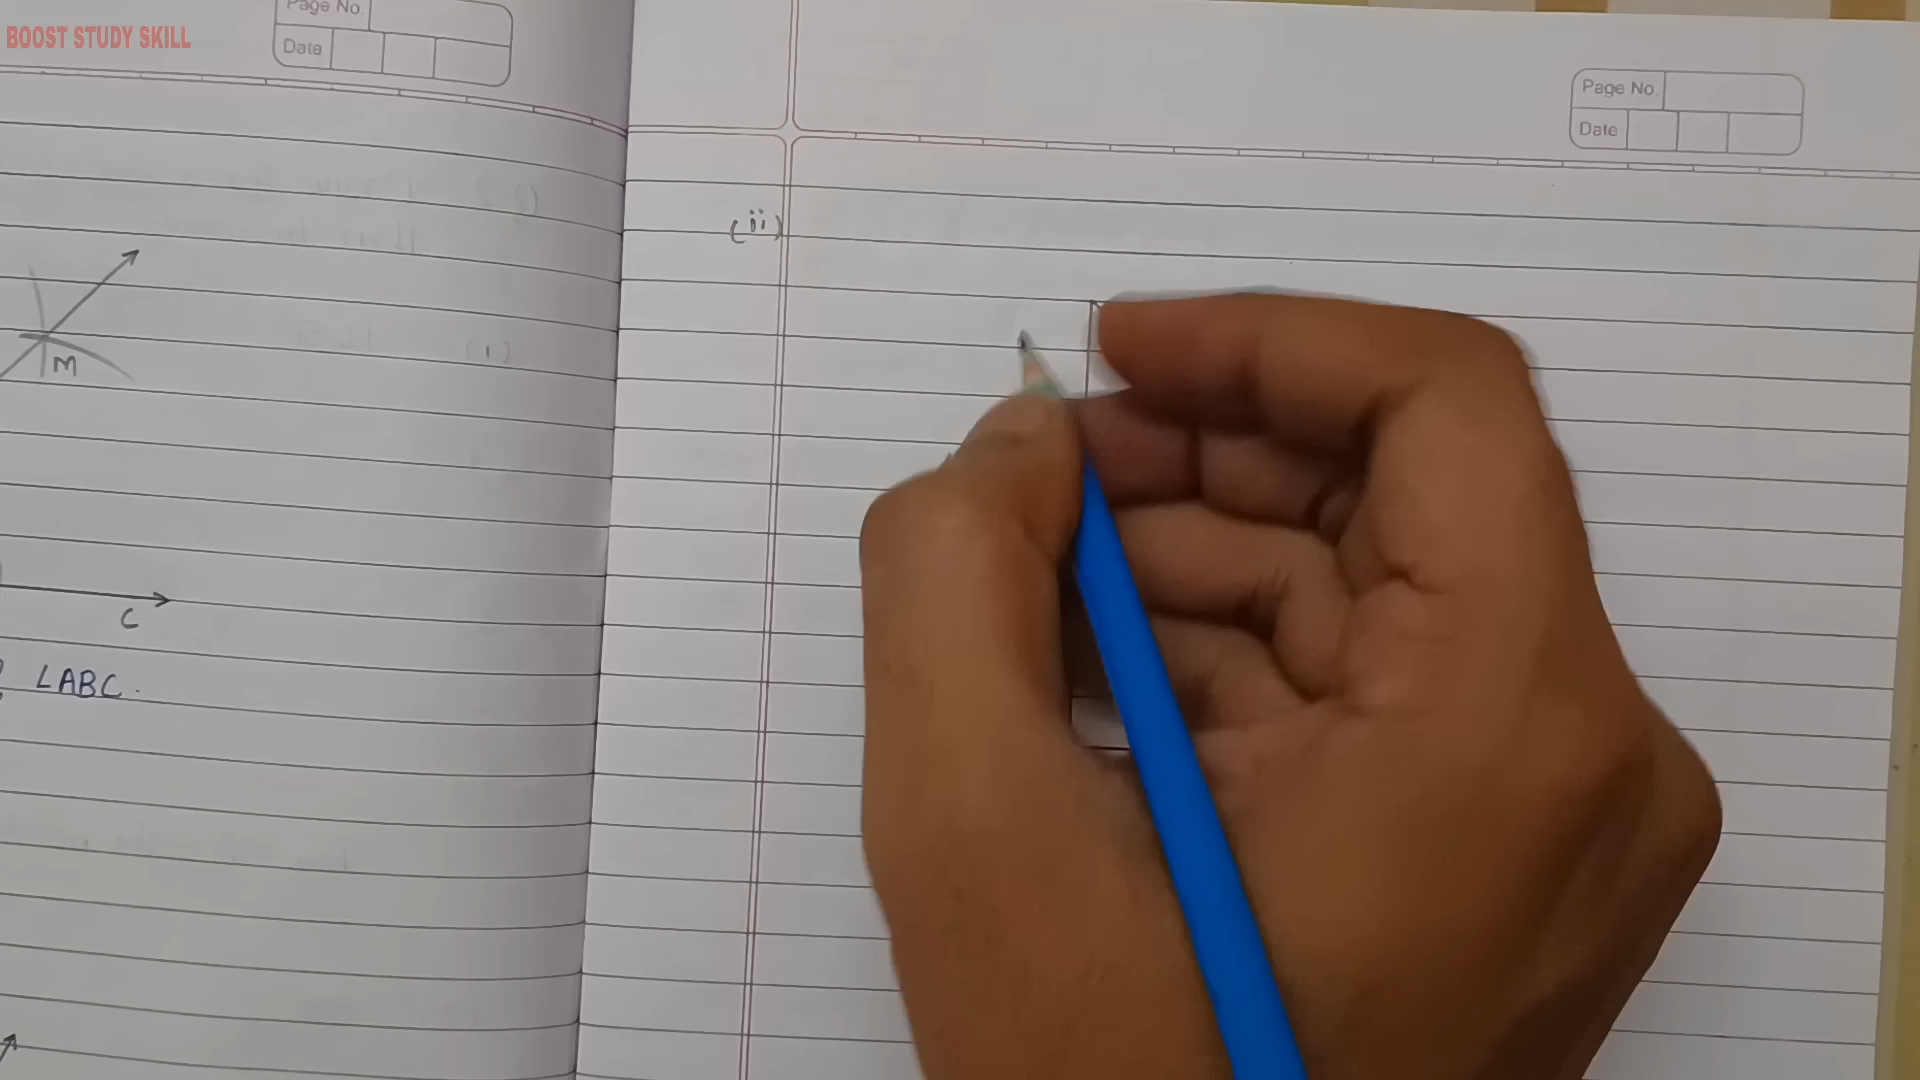 BOOST STUDY SKILL
Page No.
Date
M
C
∠ABC.
Page No.
Date
(ii)